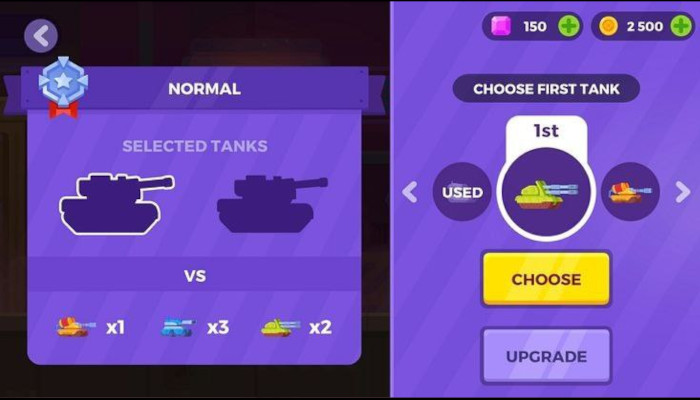 NORMAL
SELECTED TANKS
VS
x1
x3
x2
150
2 500
CHOOSE FIRST TANK
1st
USED
CHOOSE
UPGRADE